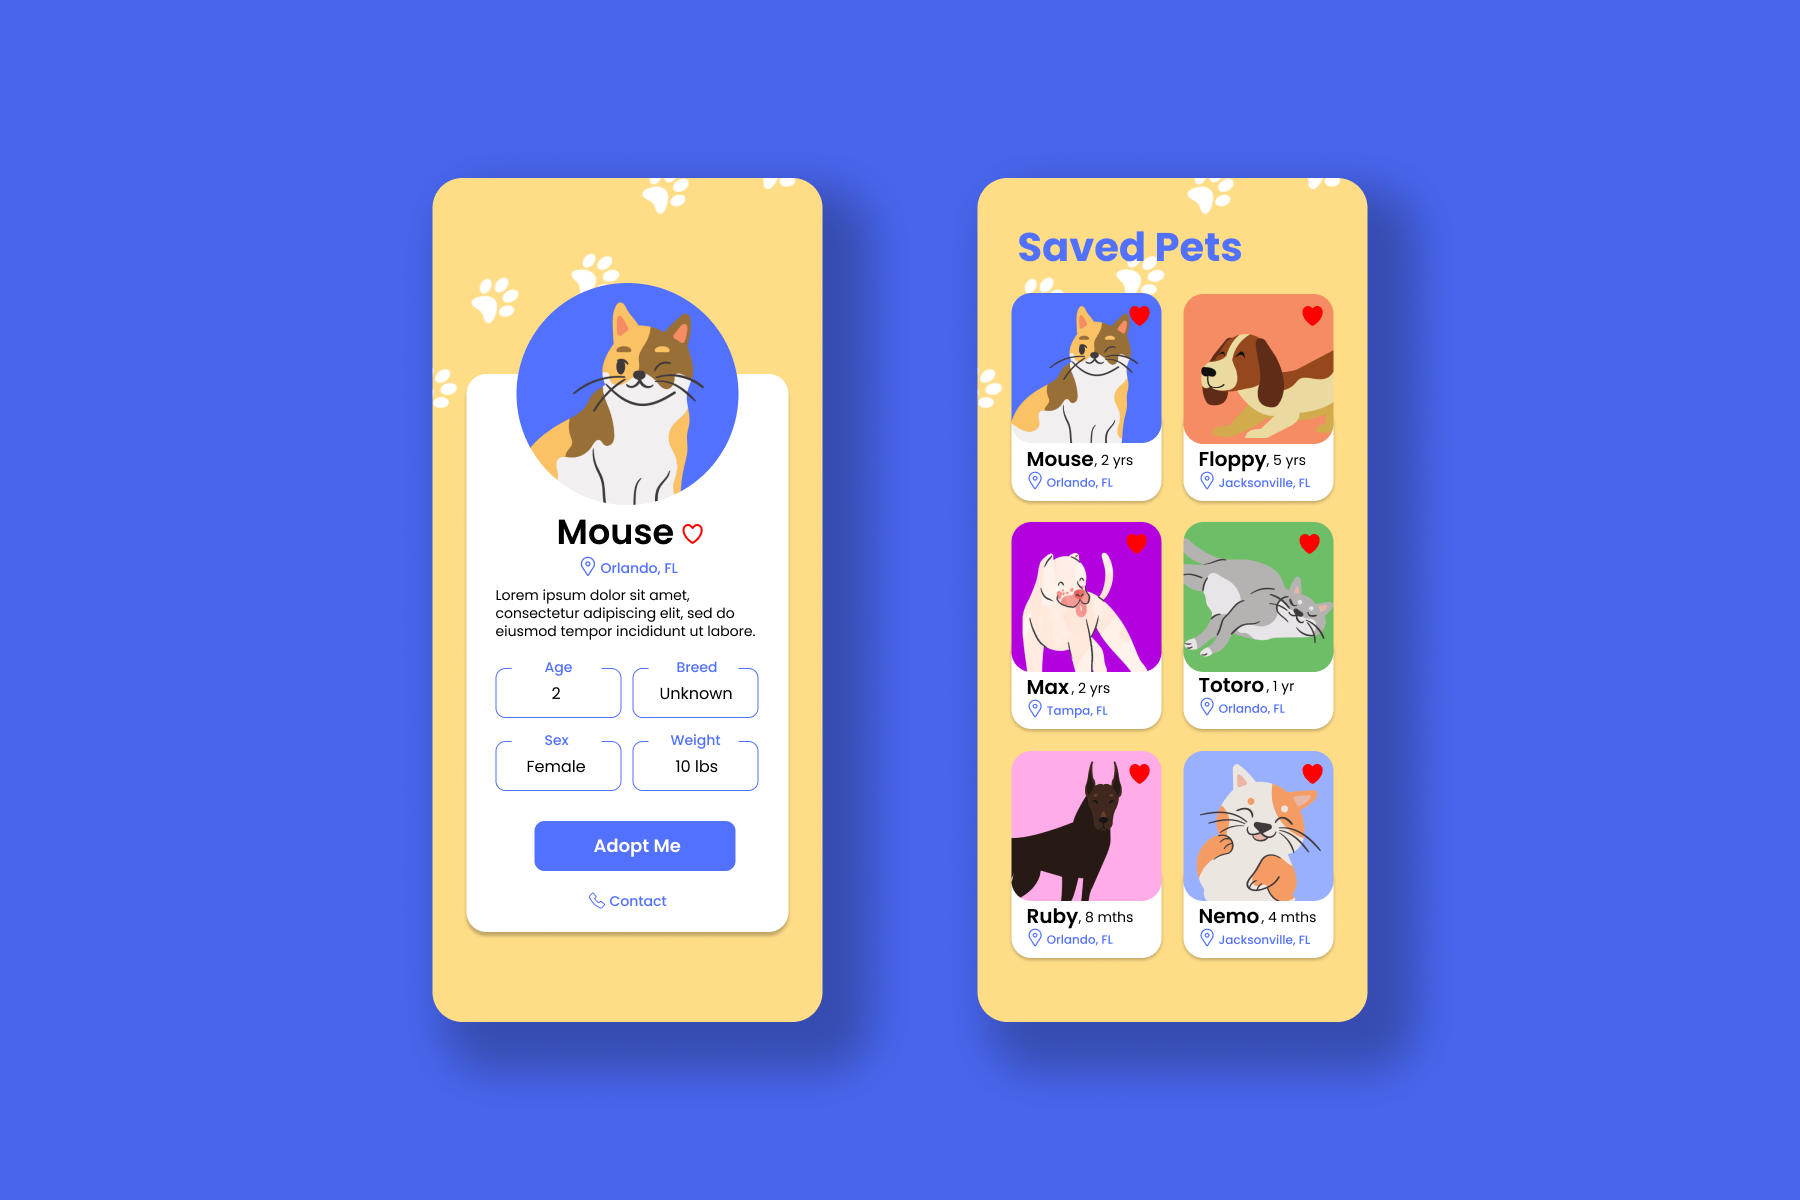 Mouse
Orlando, FL
Lorem ipsum dolor sit amet,
consectetur adipiscing elit, sed do
eiusmod tempor incididunt ut labore.
Age
2
Breed
Unknown
Sex
Female
Weight
10 lbs
Adopt Me
Contact
Saved Pets
Mouse, 2 yrs
Orlando, FL
Floppy, 5 yrs
Jacksonville, FL
Max, 2 yrs
Tampa, FL
Totoro, 1 yr
Orlando, FL
Ruby, 8 mths
Orlando, FL
Nemo, 4 mths
Jacksonville, FL